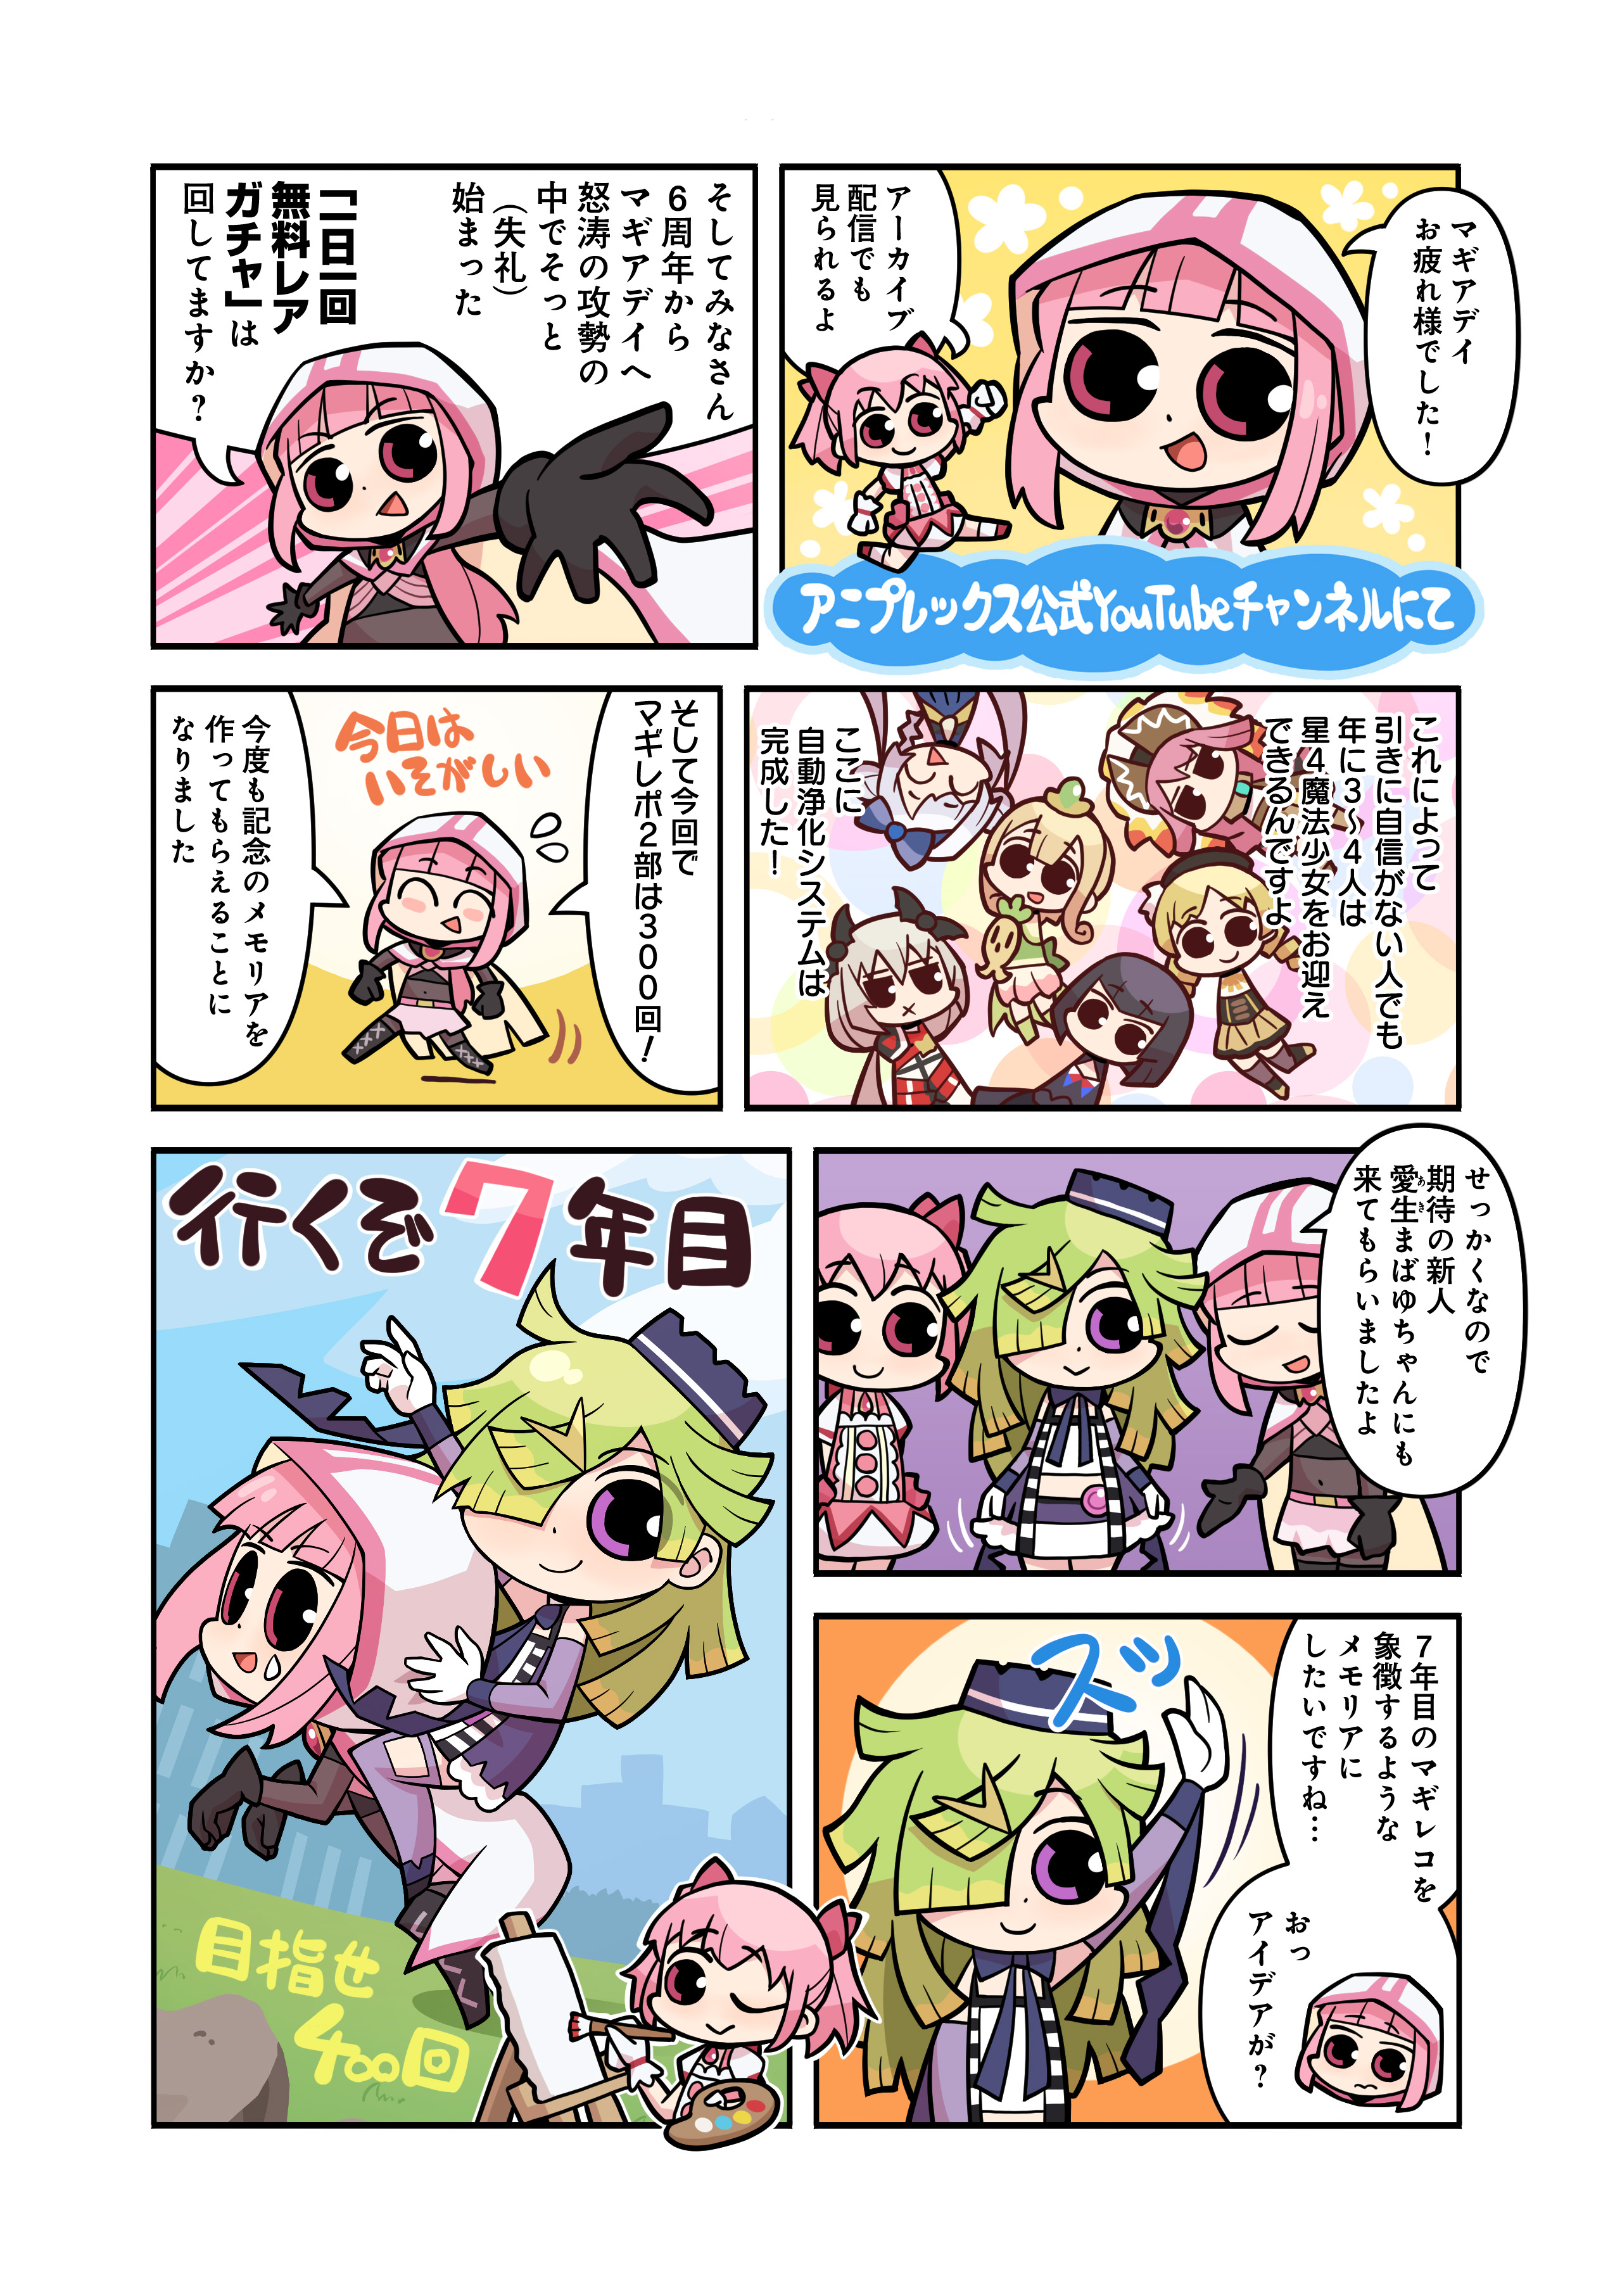 マギアデイ
お疲れ様でした！
アーカイブ
配信でも
見られるよ
アニプレックス公式YouTubeチャンネルにて
そしてみなさん
6周年から
マギアデイへ
怒涛の攻勢の
中でそっと
（失礼）
始まった
「一日一回
無料レア
ガチャ」は
回してますか？
これによって
引きに自信がない人でも
年に3〜4人は
星4魔法少女をお迎え
できるんですよ
ここに
自動浄化システムは
完成した！
そして今回で
マギレポ2部は300回！
今日は
いそがしい
今度も記念のメモリアを
作ってもらえることに
なりました
せっかくなので
期待の新人
愛生まばゆちゃんにも
あき
来てもらいましたよ
7年目のマギレコを
象徴するような
メモリアに
したいですね…
おっ
アイデアが？
スッ
行くぞ7年目
目指せ
400回